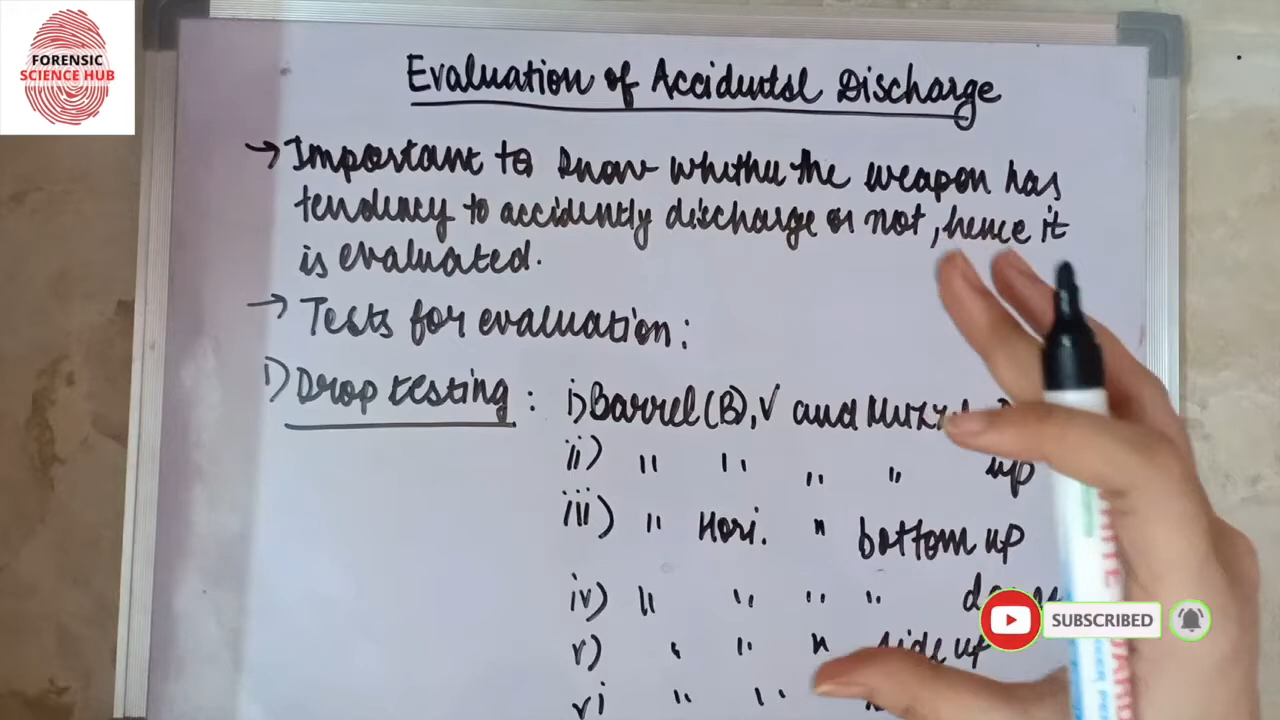 FORENSIC
SCIENCE HUB
Evaluation of Accidental Discharge
→ Important to know whether the weapon has
tendency to accidently discharge or not, hence it
is evaluated.
→ Tests for evaluation:
1) Drop testing : i) Barrel (B), V and
ii) " " " " up
iii) " Hori. " bottom up
iv) " " " "
v) " " " side up
vi " "
SUBSCRIBED